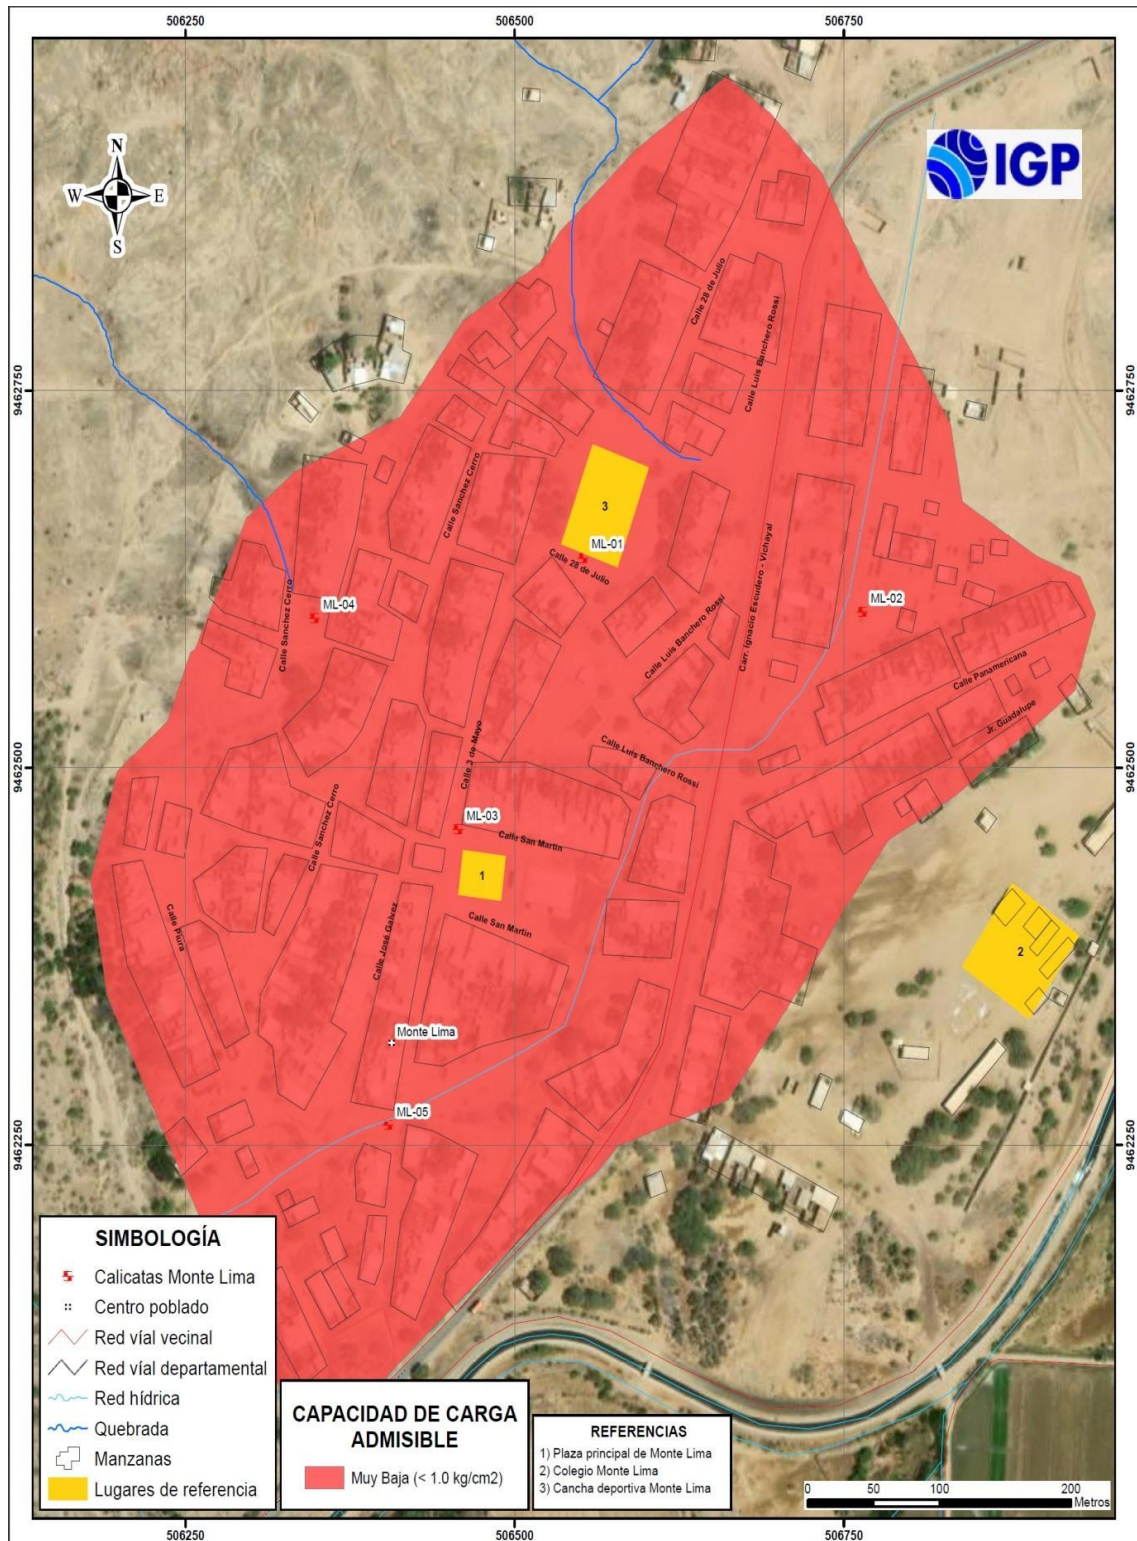 506250
506500
506750
N
W
E
S
IGP
9462750
9462750
9462500
9462500
9462250
9462250
Calle 28 de Julio
Calle Luis Banchero Rossi
Calle Sanchez Cerro
3
ML-01
Calle 28 de Julio
Carr. Ignacio Escudero - Vichayal
ML-02
ML-04
Calle Sanchez Cerro
Calle Luis Banchero Rossi
Calle Panamericana
Jr. Guadalupe
Calle 3 de Mayo
Calle Luis Banchero Rossi
ML-03
Calle San Martin
Calle Sanchez Cerro
1
Calle San Martin
Calle Piura
Calle José Galvez
2
Monte Lima
ML-05
SIMBOLOGÍA
Calicatas Monte Lima
Centro poblado
Red víal vecinal
Red víal departamental
Red hídrica
Quebrada
Manzanas
Lugares de referencia
CAPACIDAD DE CARGA
ADMISIBLE
Muy Baja (< 1.0 kg/cm2)
REFERENCIAS
1) Plaza principal de Monte Lima
2) Colegio Monte Lima
3) Cancha deportiva Monte Lima
0 50 100 200
Metros
506250
506500
506750